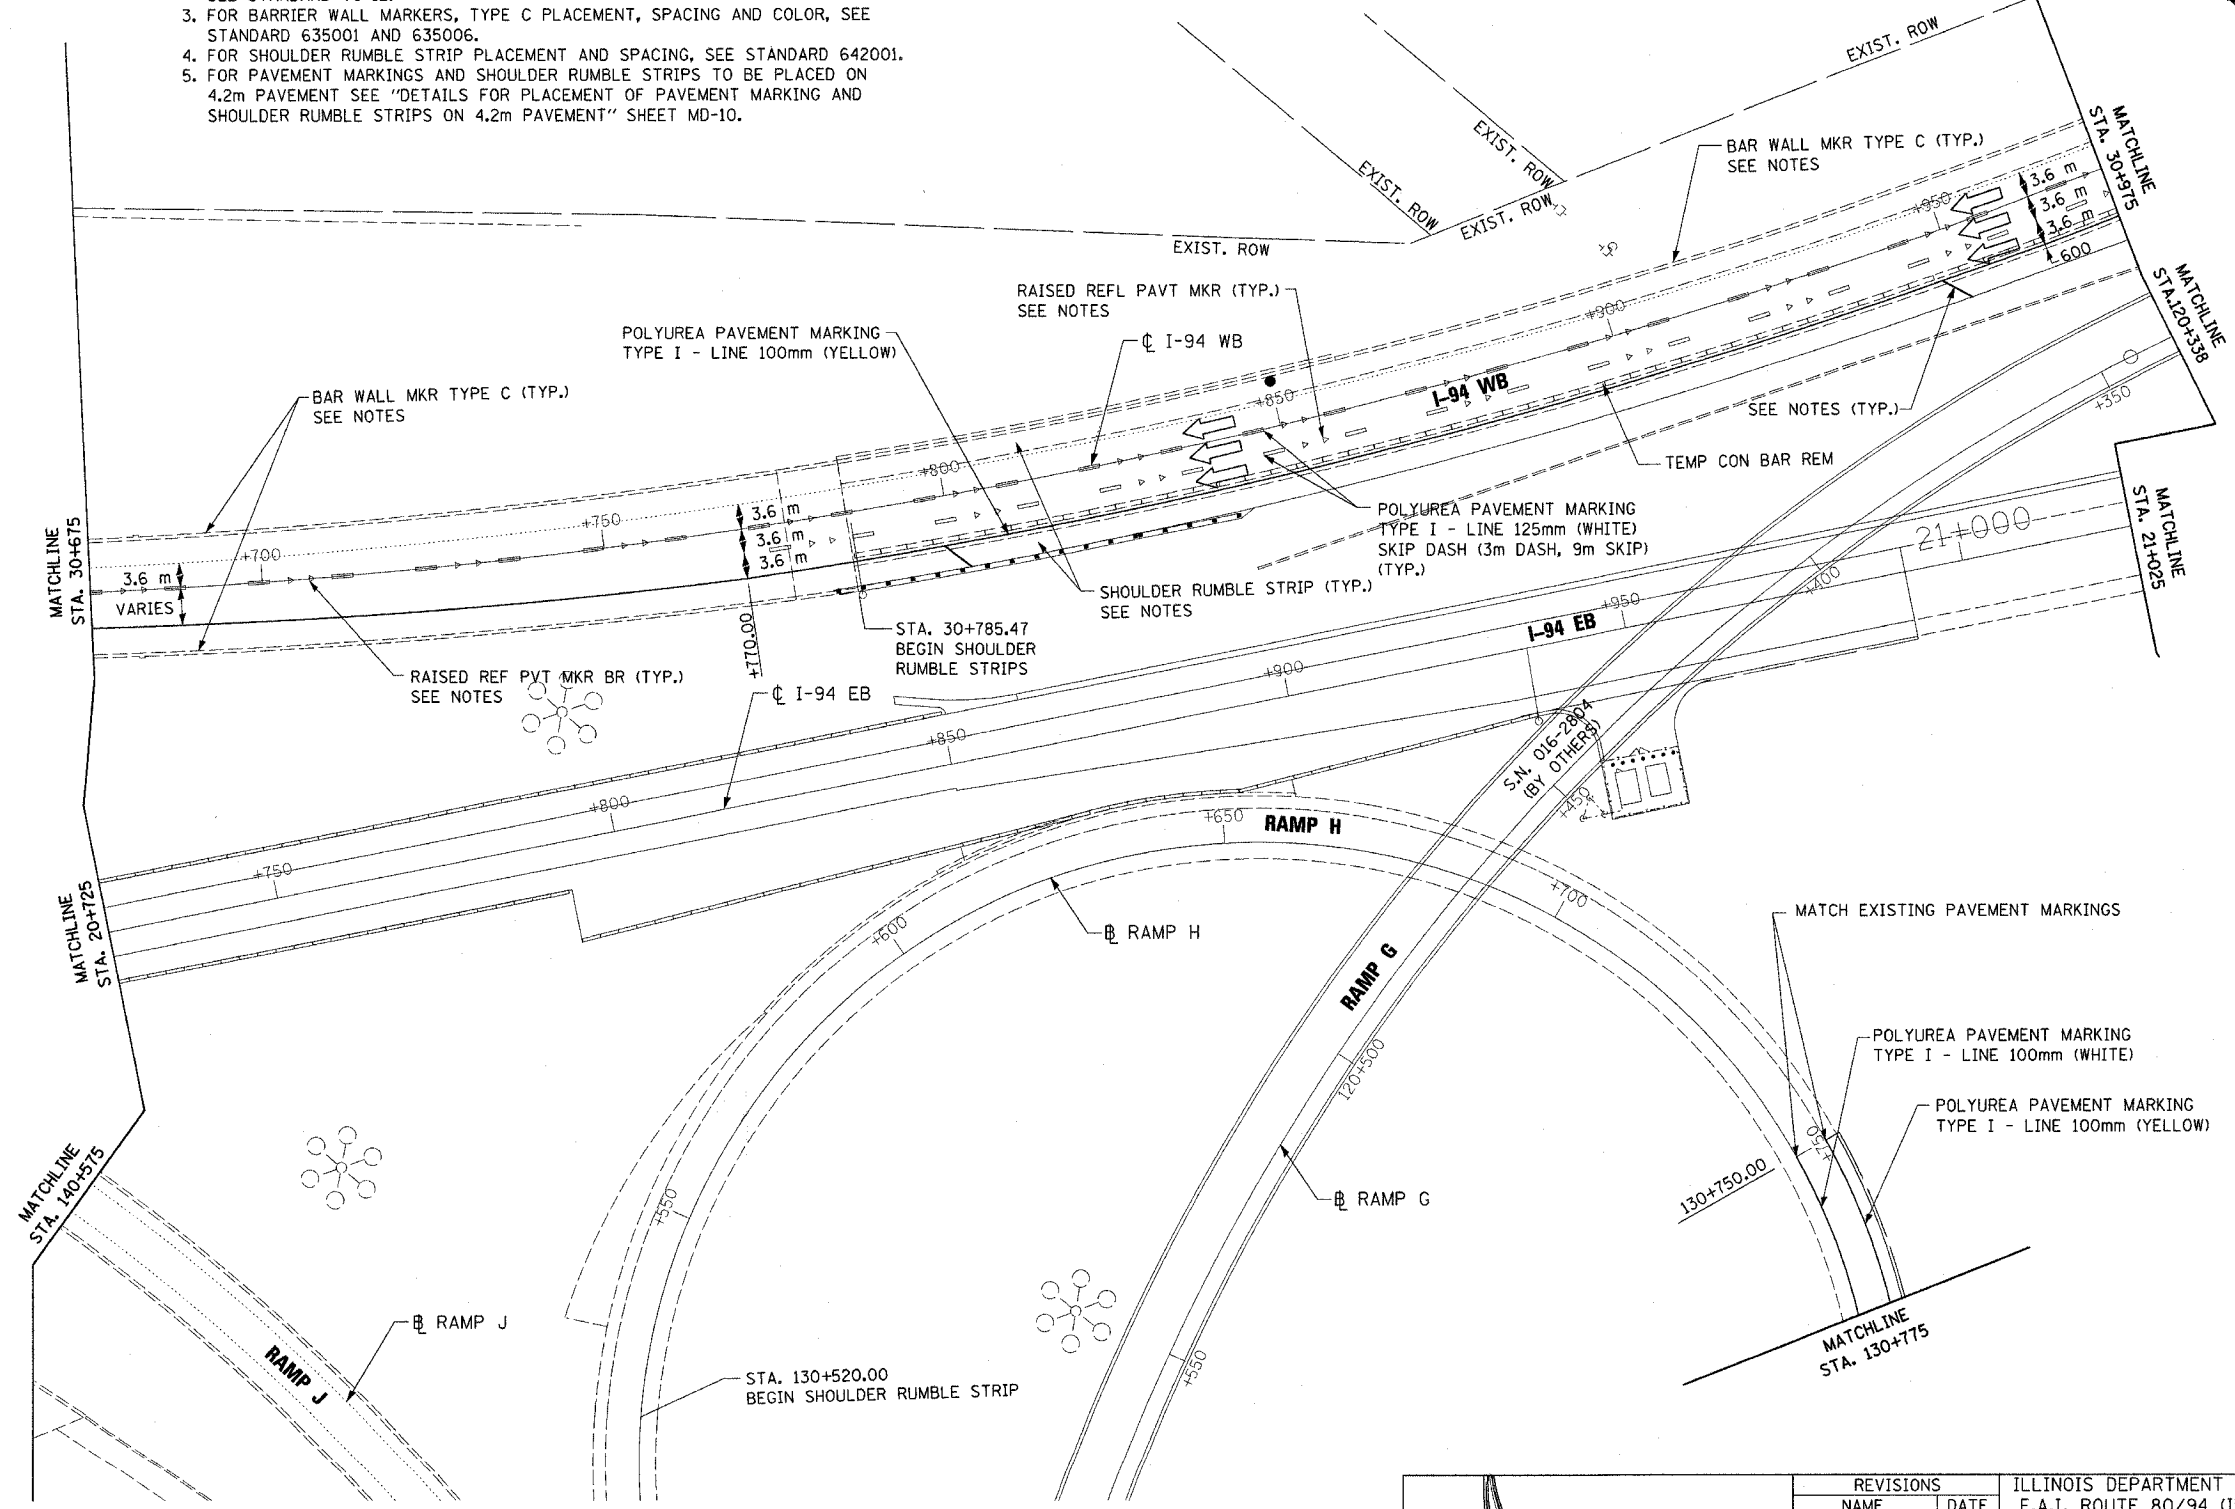 3. FOR BARRIER WALL MARKERS, TYPE C PLACEMENT, SPACING AND COLOR, SEE
STANDARD 635001 AND 635006.
4. FOR SHOULDER RUMBLE STRIP PLACEMENT AND SPACING, SEE STANDARD 642001.
5. FOR PAVEMENT MARKINGS AND SHOULDER RUMBLE STRIPS TO BE PLACED ON
4.2m PAVEMENT SEE "DETAILS FOR PLACEMENT OF PAVEMENT MARKING AND
SHOULDER RUMBLE STRIPS ON 4.2m PAVEMENT" SHEET MD-10.
EXIST. ROW
EXIST. ROW
EXIST. ROW
EXIST. ROW
EXIST. ROW
BAR WALL MKR TYPE C (TYP.)
SEE NOTES
MATCHLINE
STA. 30+975
3.6 m
3.6 m
3.6 m
600
+950
MATCHLINE
STA.120+338
RAISED REFL PAVT MKR (TYP.)
SEE NOTES
POLYUREA PAVEMENT MARKING
TYPE I - LINE 100mm (YELLOW)
℄ I-94 WB
+900
+850
I-94 WB
BAR WALL MKR TYPE C (TYP.)
SEE NOTES
SEE NOTES (TYP.)
+350
TEMP CON BAR REM
+800
+750
+700
3.6 m
3.6 m
3.6 m
POLYUREA PAVEMENT MARKING
TYPE I - LINE 125mm (WHITE)
SKIP DASH (3m DASH, 9m SKIP)
(TYP.)
21+000
MATCHLINE
STA. 21+025
MATCHLINE
STA. 30+675
3.6 m
VARIES
SHOULDER RUMBLE STRIP (TYP.)
SEE NOTES
+400
+950
I-94 EB
STA. 30+785.47
BEGIN SHOULDER
RUMBLE STRIPS
+770.00
RAISED REF PVT MKR BR (TYP.)
SEE NOTES
℄ I-94 EB
+900
+850
+800
+750
S.N. 016-2804
(BY OTHERS)
+450
+650
RAMP H
MATCHLINE
STA. 20+725
+600
+700
B̲L RAMP H
MATCH EXISTING PAVEMENT MARKINGS
RAMP G
POLYUREA PAVEMENT MARKING
TYPE I - LINE 100mm (WHITE)
120+500
POLYUREA PAVEMENT MARKING
TYPE I - LINE 100mm (YELLOW)
+750
130+750.00
MATCHLINE
STA. 140+575
+550
BL RAMP G
MATCHLINE
STA. 130+775
BL RAMP J
RAMP J
+550
STA. 130+520.00
BEGIN SHOULDER RUMBLE STRIP
REVISIONS
NAME DATE
ILLINOIS DEPARTMENT
F.A.I. ROUTE 80/94